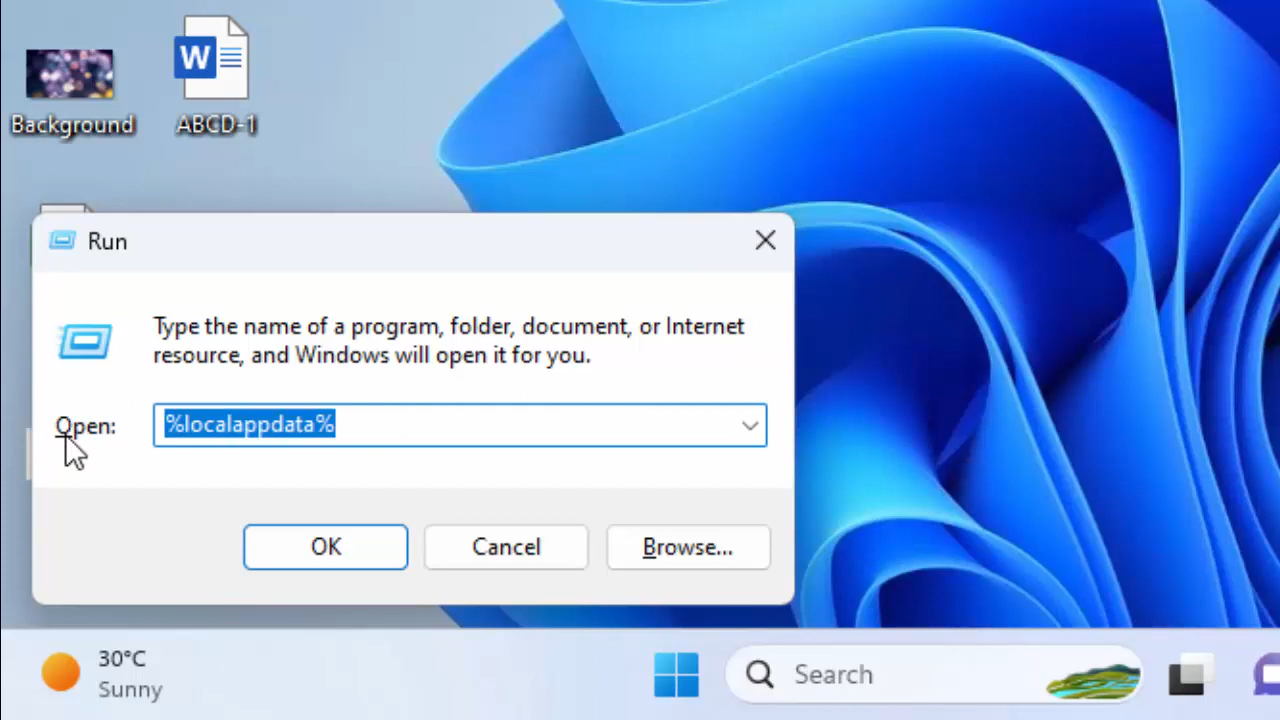 W
Background
ABCD-1
Run
Type the name of a program, folder, document, or Internet
resource, and Windows will open it for you.
Open:
%localappdata%
OK
Cancel
Browse...
30°C
Sunny
Search